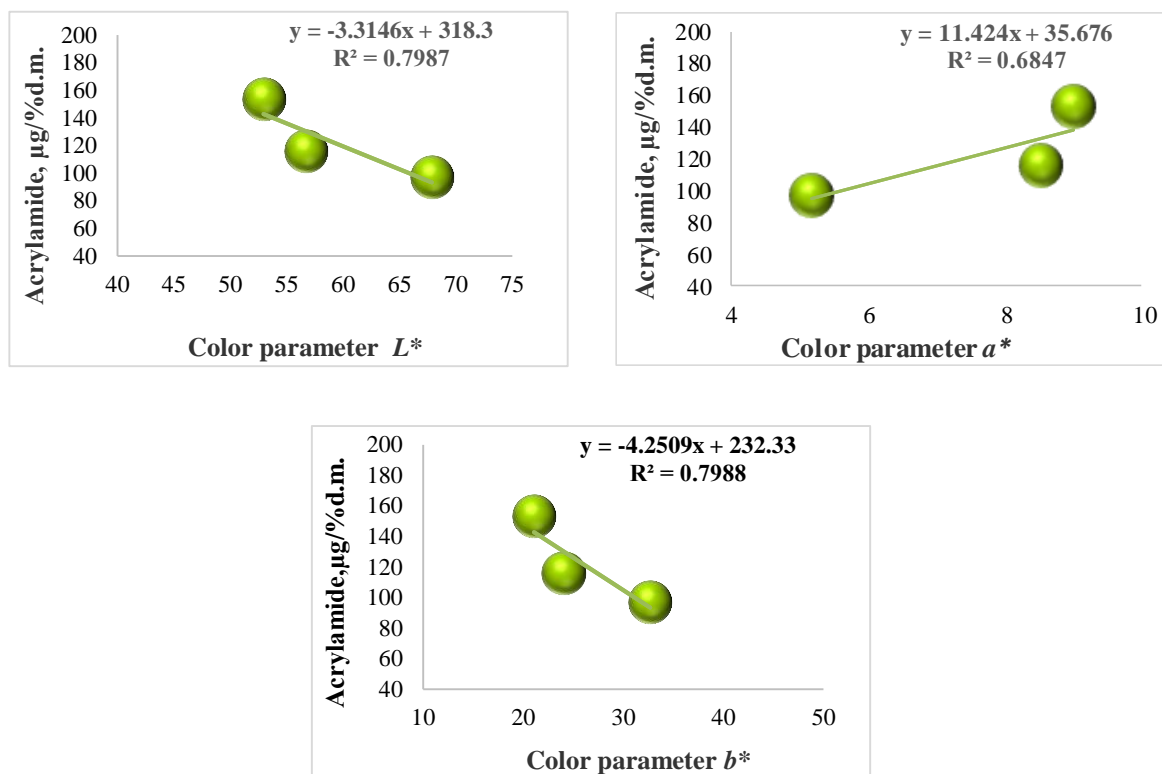 y = -3.3146x + 318.3
R² = 0.7987
200
180
160
140
120
100
80
60
40
40 45 50 55 60 65 70 75
Acrylamide, µg/%d.m.
Color parameter L*
y = 11.424x + 35.676
R² = 0.6847
200
180
160
140
120
100
80
60
40
4 6 8 10
Acrylamide, µg/%d.m.
Color parameter a*
y = -4.2509x + 232.33
R² = 0.7988
200
180
160
140
120
100
80
60
40
10 20 30 40 50
Acrylamide,µg/%d.m.
Color parameter b*